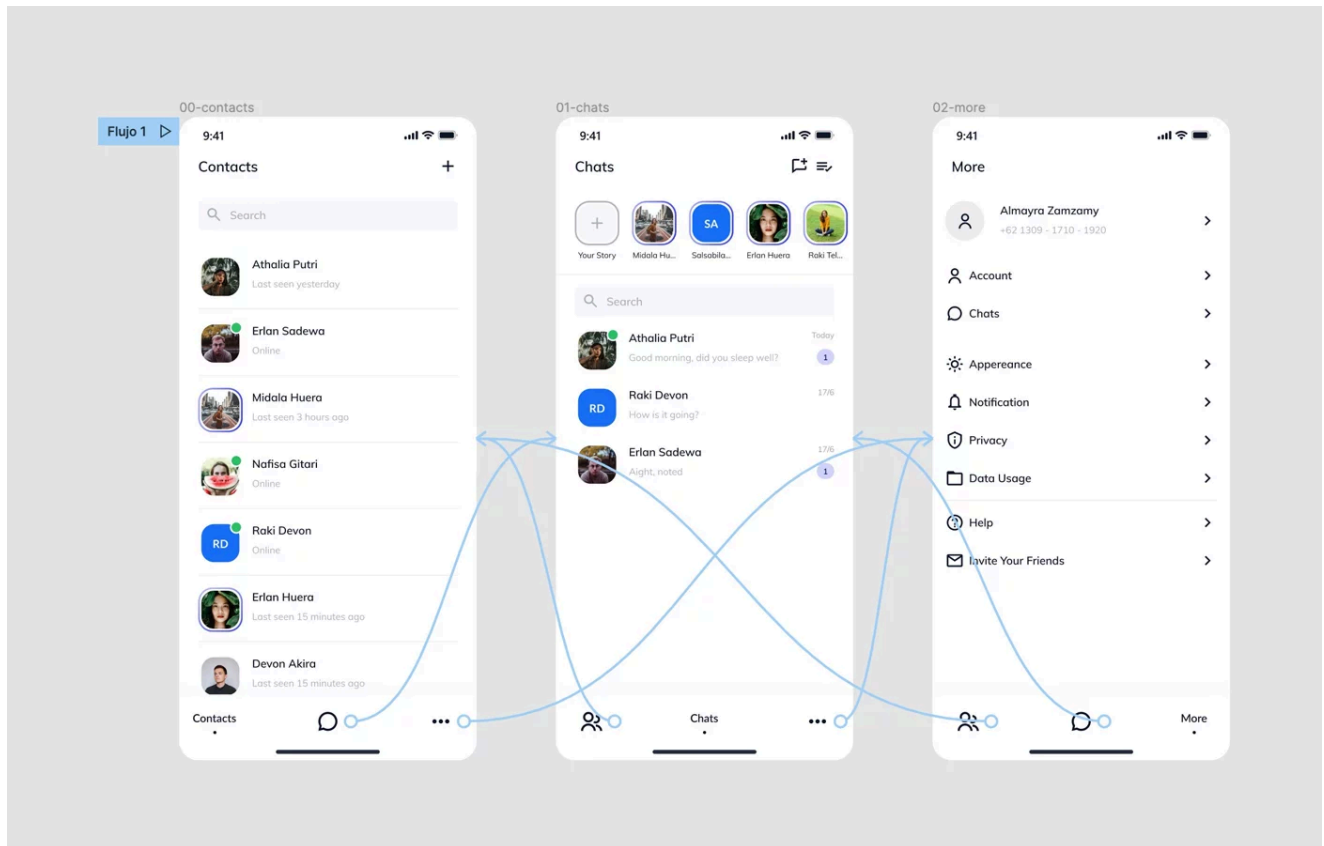 00-contacts
01-chats
02-more
Flujo 1
9:41
Contacts
Search
Athalia Putri
Last seen yesterday
Erlan Sadewa
Online
Midala Huera
Last seen 3 hours ago
Nafisa Gitari
Online
RD
Raki Devon
Online
Erlan Huera
Last seen 15 minutes ago
Devon Akira
Last seen 15 minutes ago
Contacts
9:41
Chats
SA
Your Story
Midala Hu...
Salsabila...
Erlan Huera
Raki Tel...
Search
Athalia Putri
Today
Good morning, did you sleep well?
1
RD
Raki Devon
17/6
How is it going?
Erlan Sadewa
17/6
Aight, noted
1
Chats
9:41
More
Almayra Zamzamy
+62 1309 - 1710 - 1920
Account
Chats
Appereance
Notification
Privacy
Data Usage
Help
Invite Your Friends
More